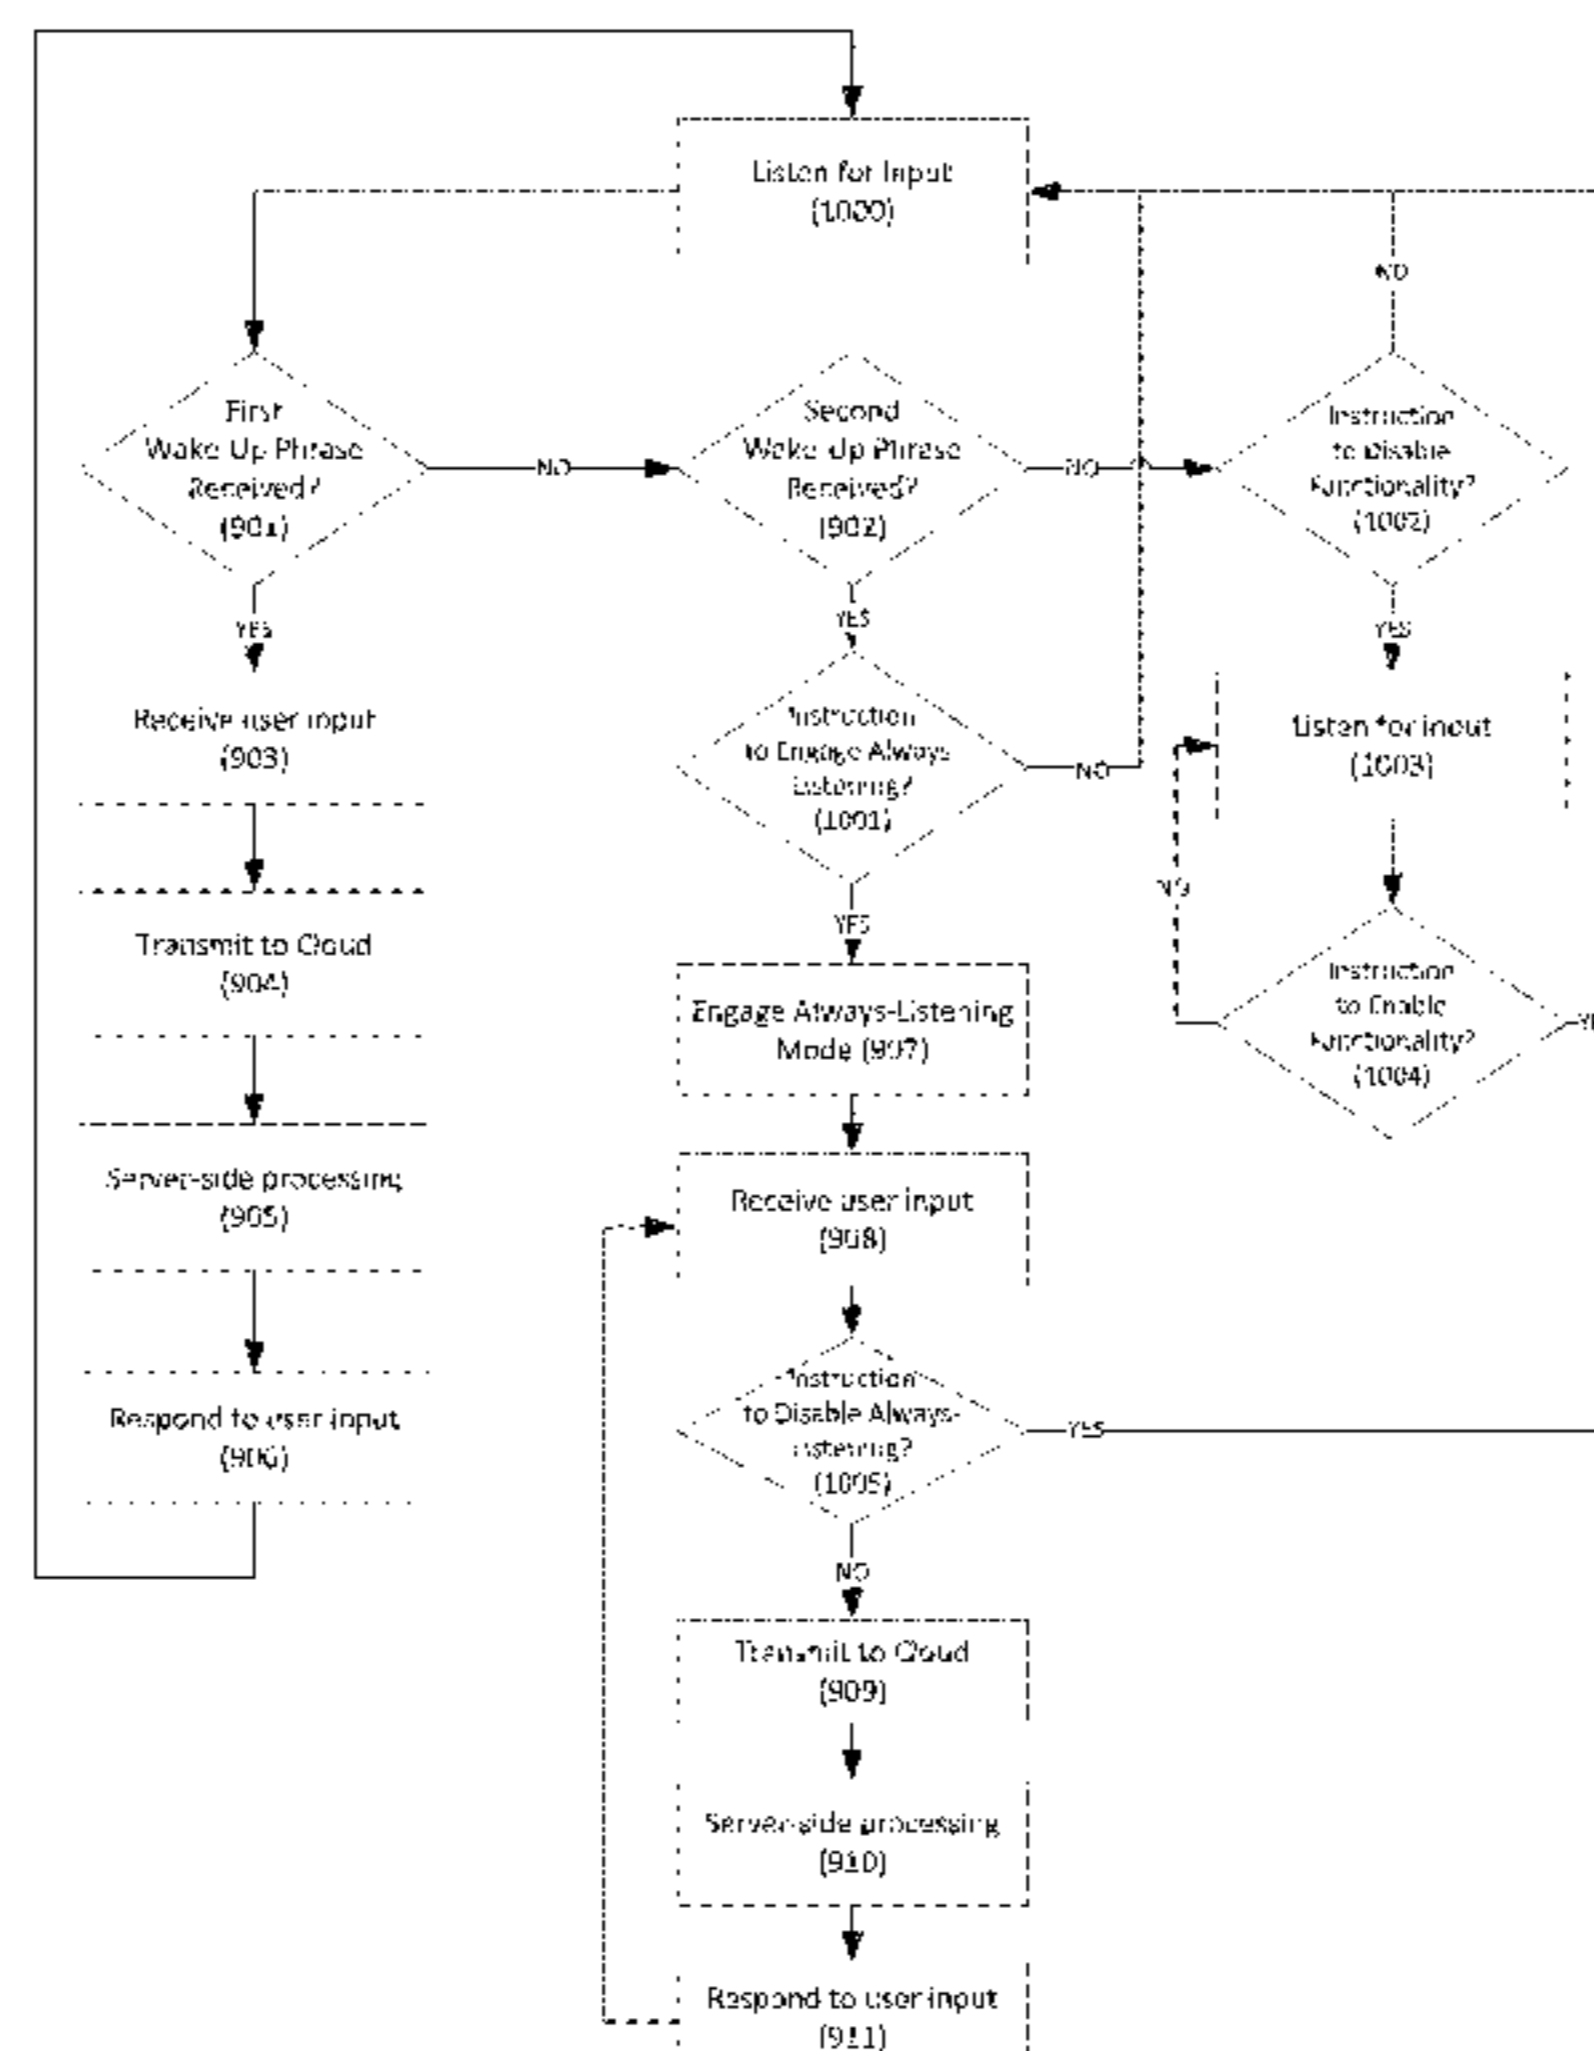 Listen for Input
(1000)
NO
First
Wake Up Phrase
Received?
(901)
NO
Second
Wake Up Phrase
Received?
(902)
NO
Instruction
to Disable
Functionality?
(1002)
YES
YES
YES
Receive user input
(903)
Instruction
to Engage Always
Listening?
(1001)
NO
Listen for input
(1003)
NO
YES
Transmit to Cloud
(904)
Engage Always-Listening
Mode (907)
Instruction
to Enable
Functionality?
(1004)
Server-side processing
(905)
Receive user input
(908)
Respond to user input
(906)
Instruction
to Disable Always-
Listening?
(1005)
YES
NO
Transmit to Cloud
(909)
Server-side processing
(910)
Respond to user input
(911)